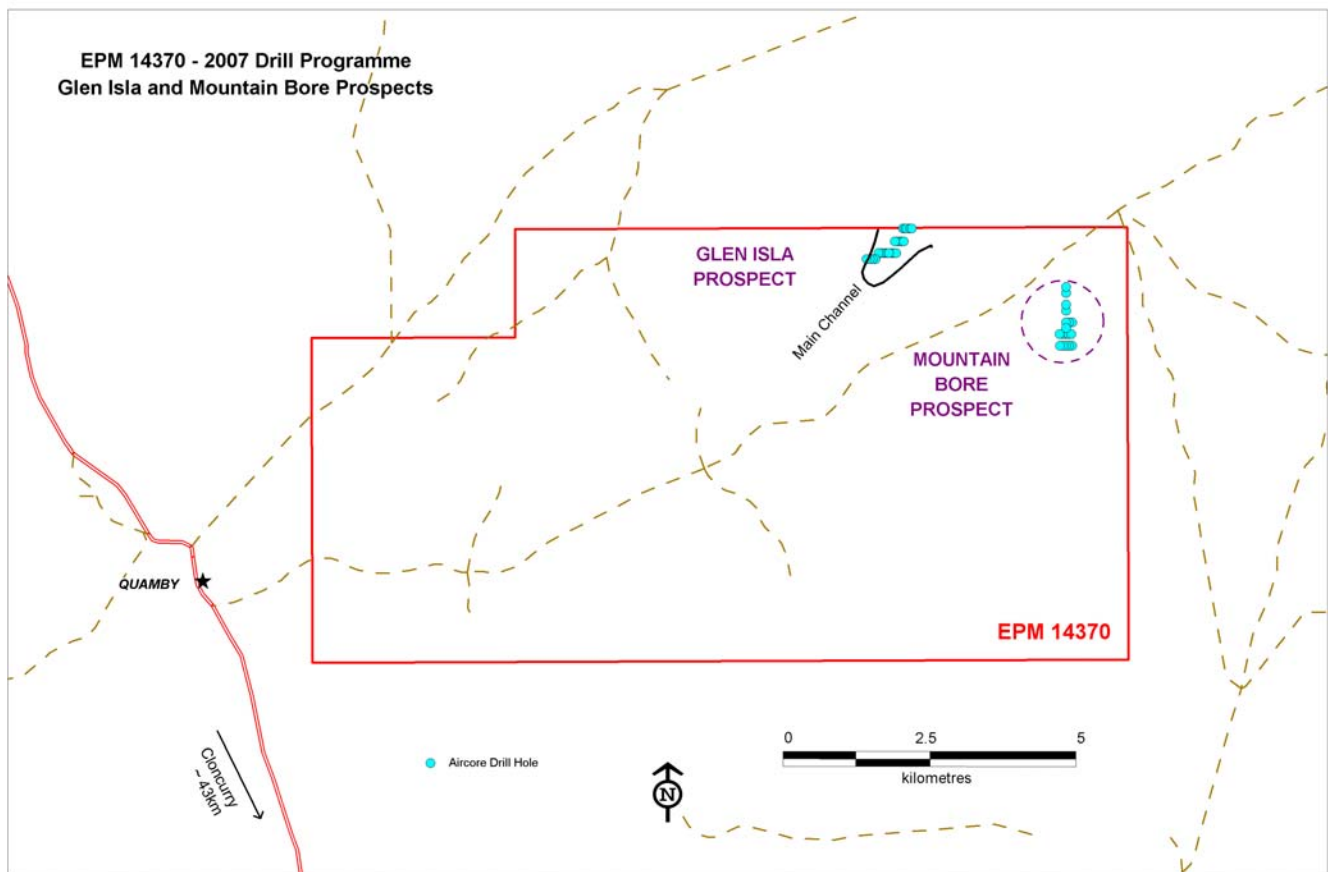 EPM 14370 - 2007 Drill Programme
Glen Isla and Mountain Bore Prospects
GLEN ISLA
PROSPECT
Main Channel
MOUNTAIN
BORE
PROSPECT
QUAMBY
EPM 14370
Cloncurry
~ 43km
Aircore Drill Hole
N
0 2.5 5
kilometres